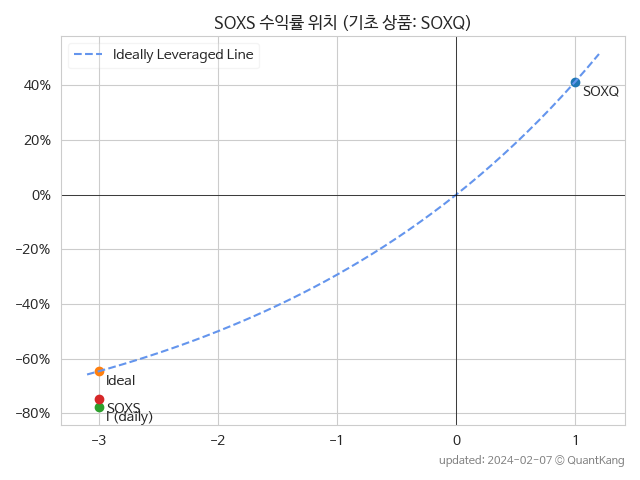 SOXS 수익률 위치 (기초 상품: SOXQ)
Ideally Leveraged Line
40%
20%
0%
−20%
−40%
−60%
−80%
SOXQ
Ideal
SOXS
I (daily)
−3
−2
−1
0
1
updated: 2024-02-07 © QuantKang